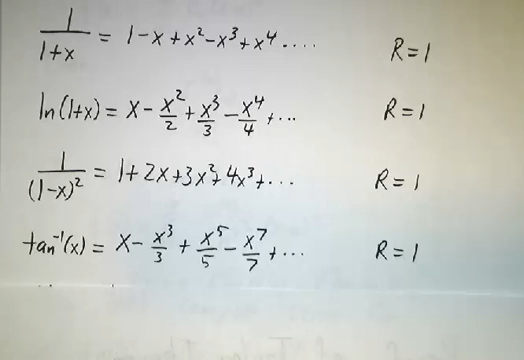 1/(1+x) = 1-x+x²-x³+x⁴.... R=1
ln(1+x) = x-x²/2+x³/3-x⁴/4+... R=1
1/(1-x)² = 1+2x+3x²+4x³+... R=1
tan⁻¹(x) = x-x³/3+x⁵/5-x⁷/7+... R=1